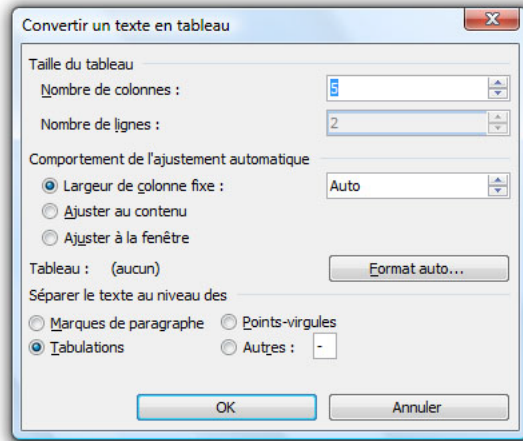 Convertir un texte en tableau
Taille du tableau
Nombre de colonnes : 5
Nombre de lignes : 2
Comportement de l'ajustement automatique
Largeur de colonne fixe : Auto
Ajuster au contenu
Ajuster à la fenêtre
Tableau : (aucun) Format auto...
Séparer le texte au niveau des
Marques de paragraphe Points-virgules
Tabulations Autres : -
OK Annuler